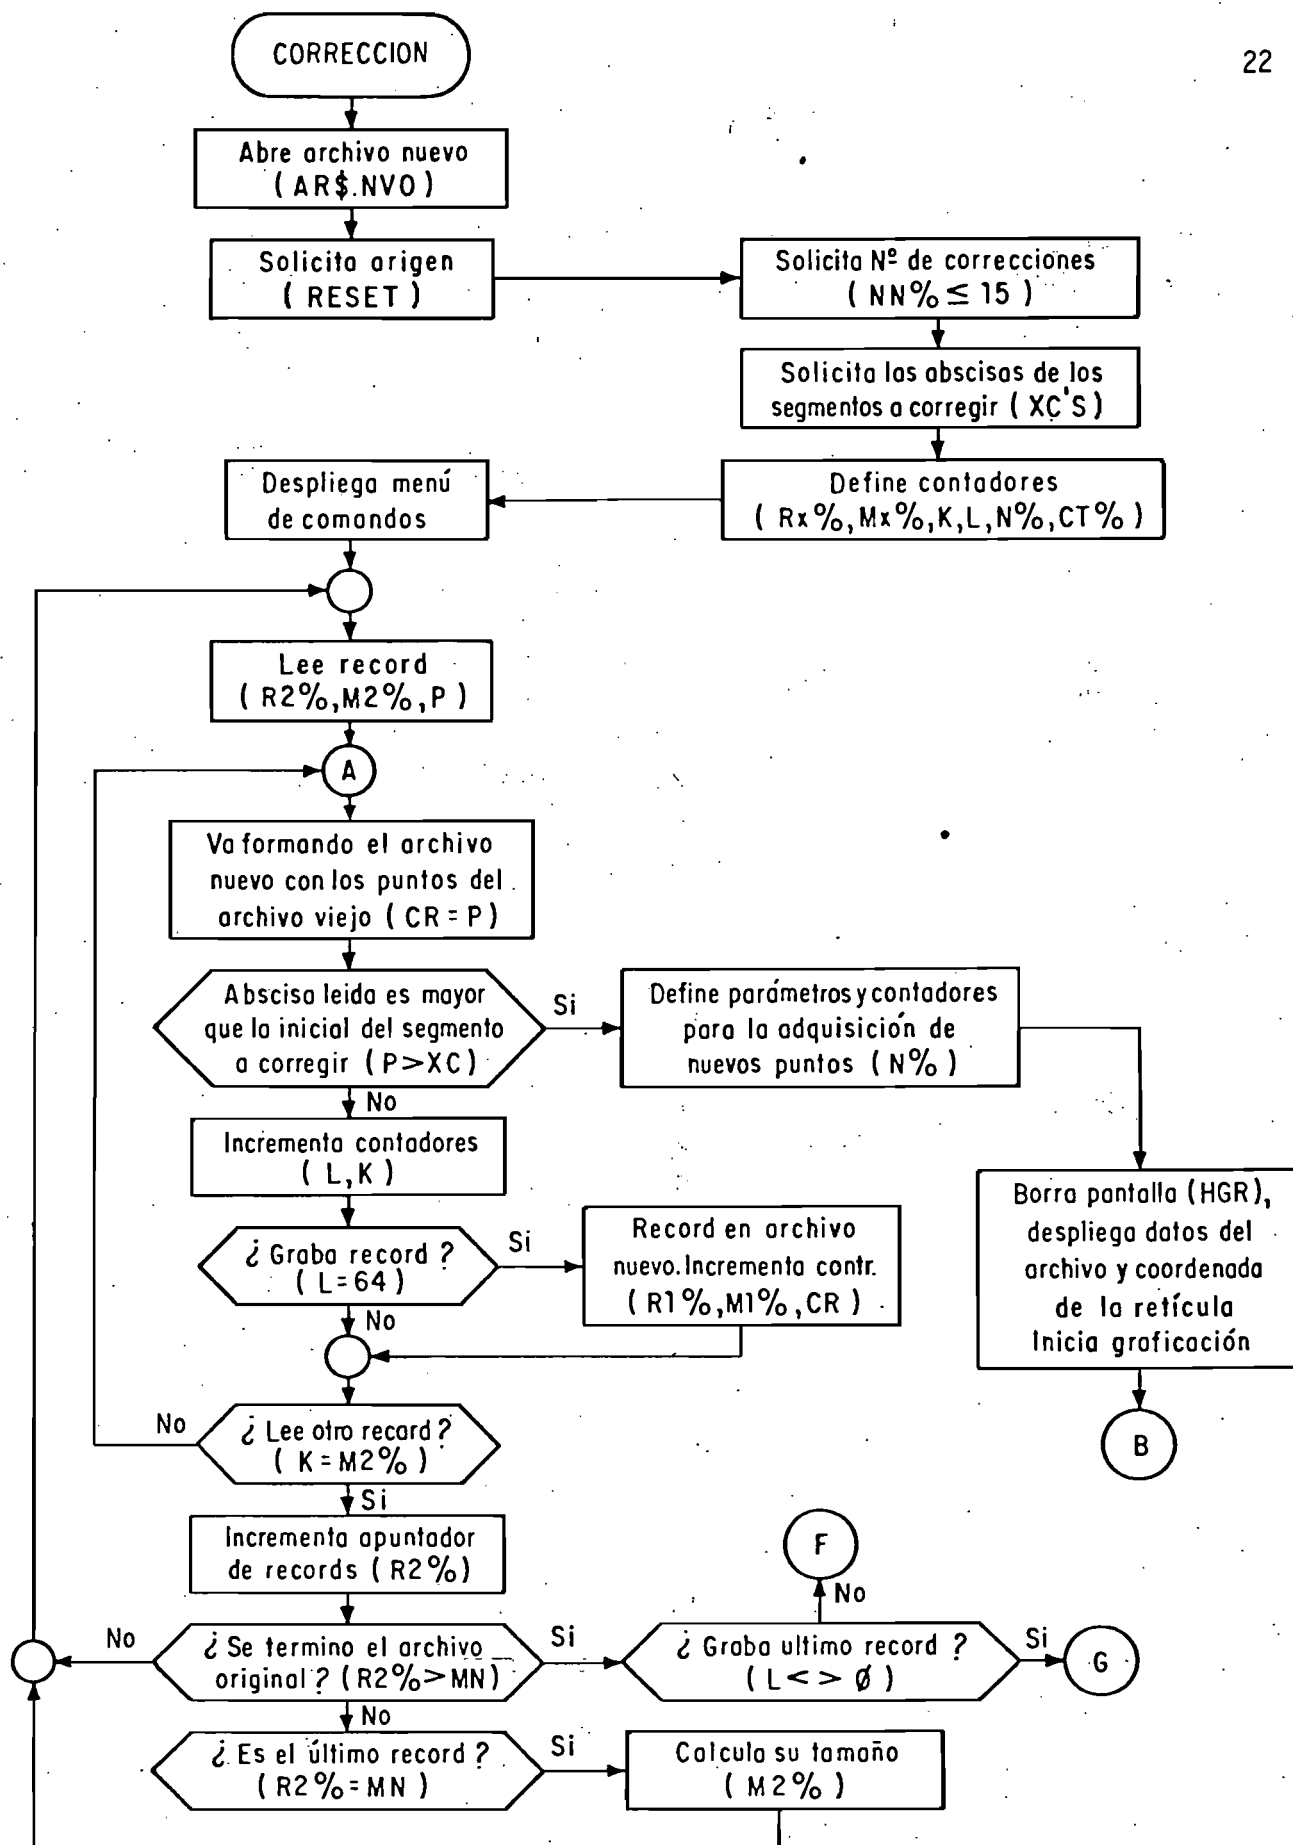 22
CORRECCION
Abre archivo nuevo
( AR$.NVO )
Solicita origen
( RESET )
Solicita Nº de correcciones
( NN% ≤ 15 )
Solicita las abscisas de los
segmentos a corregir ( XC'S )
Define contadores
( Rx%, Mx%, K, L, N%, CT% )
Despliega menú
de comandos
Lee record
( R2%, M2%, P )
A
Va formando el archivo
nuevo con los puntos del
archivo viejo ( CR = P )
Abscisa leida es mayor
que la inicial del segmento
a corregir ( P > XC )
Si
Define parámetros y contadores
para la adquisición de
nuevos puntos ( N% )
No
Incrementa contadores
( L, K )
Borra pantalla (HGR),
despliega datos del
archivo y coordenada
de la retícula
Inicia graficación
¿ Graba record ?
( L = 64 )
Si
Record en archivo
nuevo. Incrementa contr.
( R1%, M1%, CR )
No
B
No
¿ Lee otro record ?
( K = M2% )
Si
Incrementa apuntador
de records ( R2% )
F
No
No
¿ Se termino el archivo
original ? ( R2% > MN )
Si
¿ Graba ultimo record ?
( L < > Ø )
Si
G
No
¿ Es el último record ?
( R2% = MN )
Si
Calcula su tamaño
( M2% )